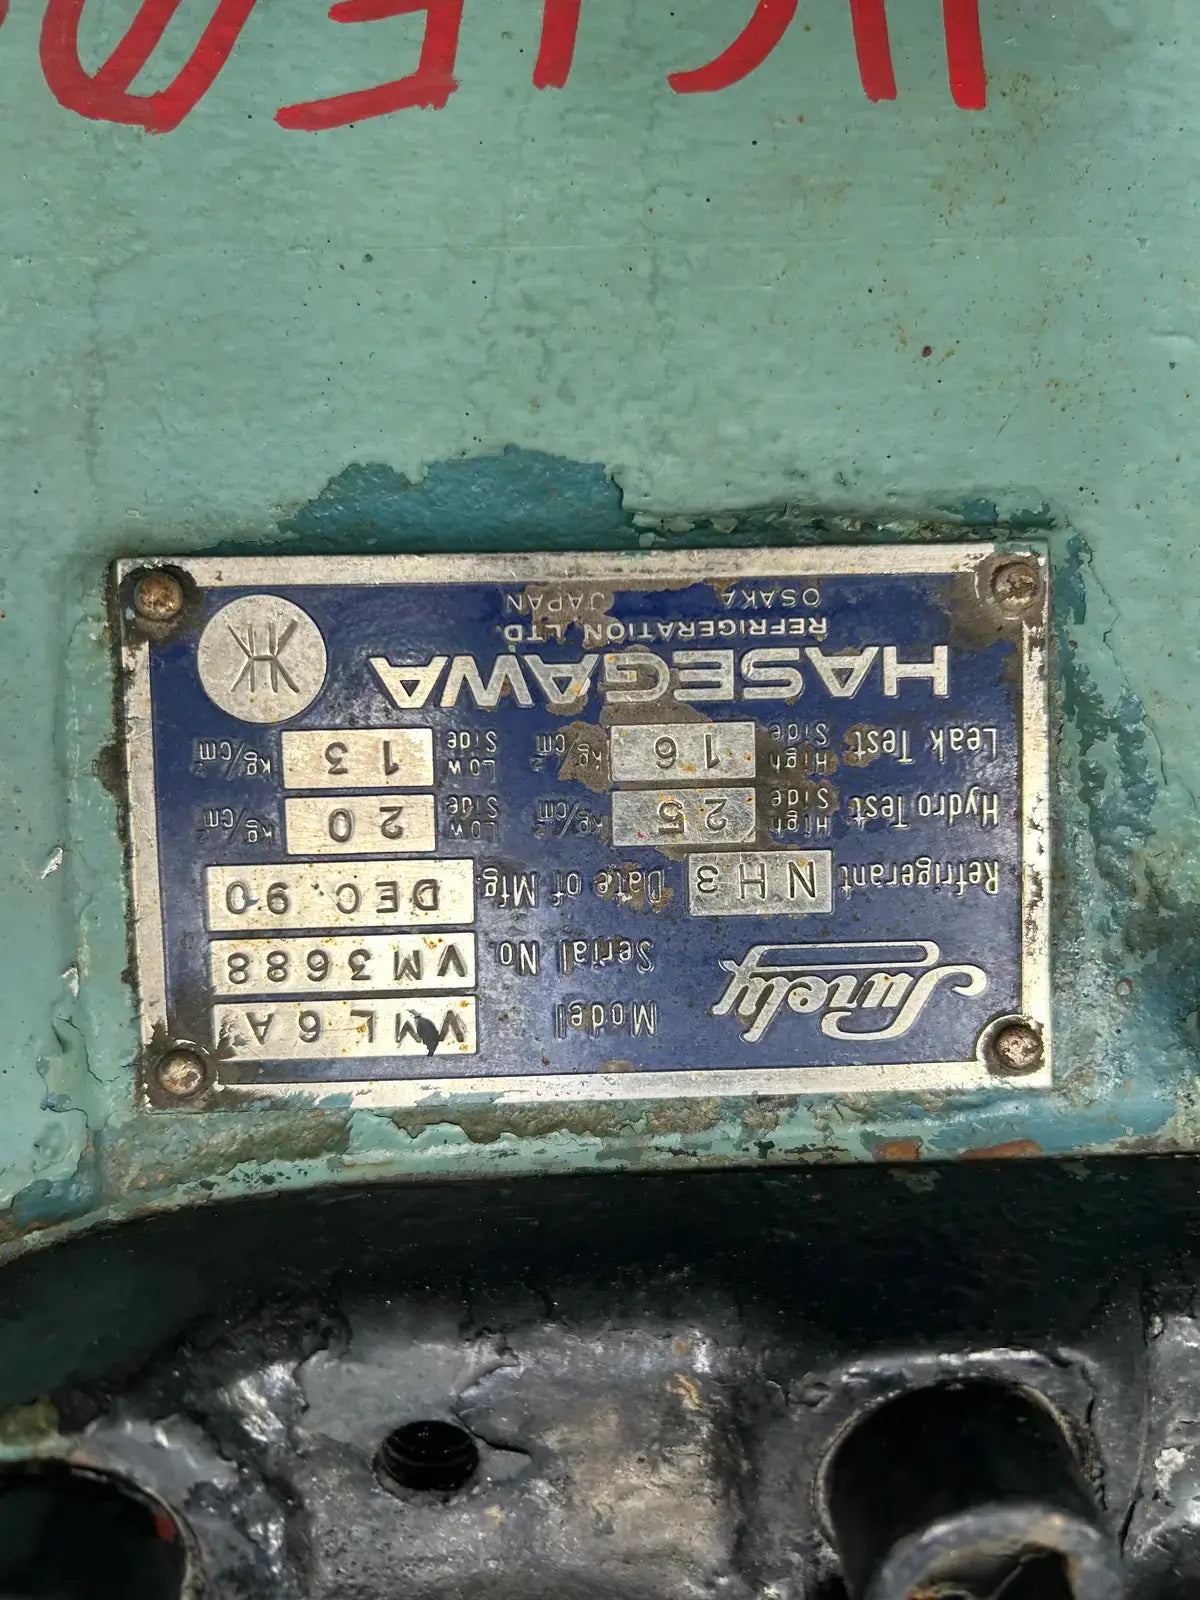 Surely
Model VML6A
Serial No. VM3688
Refrigerant NH3 Date of Mfg. DEC.90
Hydro Test High Side 25 kg/cm² Low Side 20 kg/cm²
Leak Test High Side 16 kg/cm² Low Side 13 kg/cm²
HASEGAWA
REFRIGERATION LTD.
OSAKA JAPAN
HK